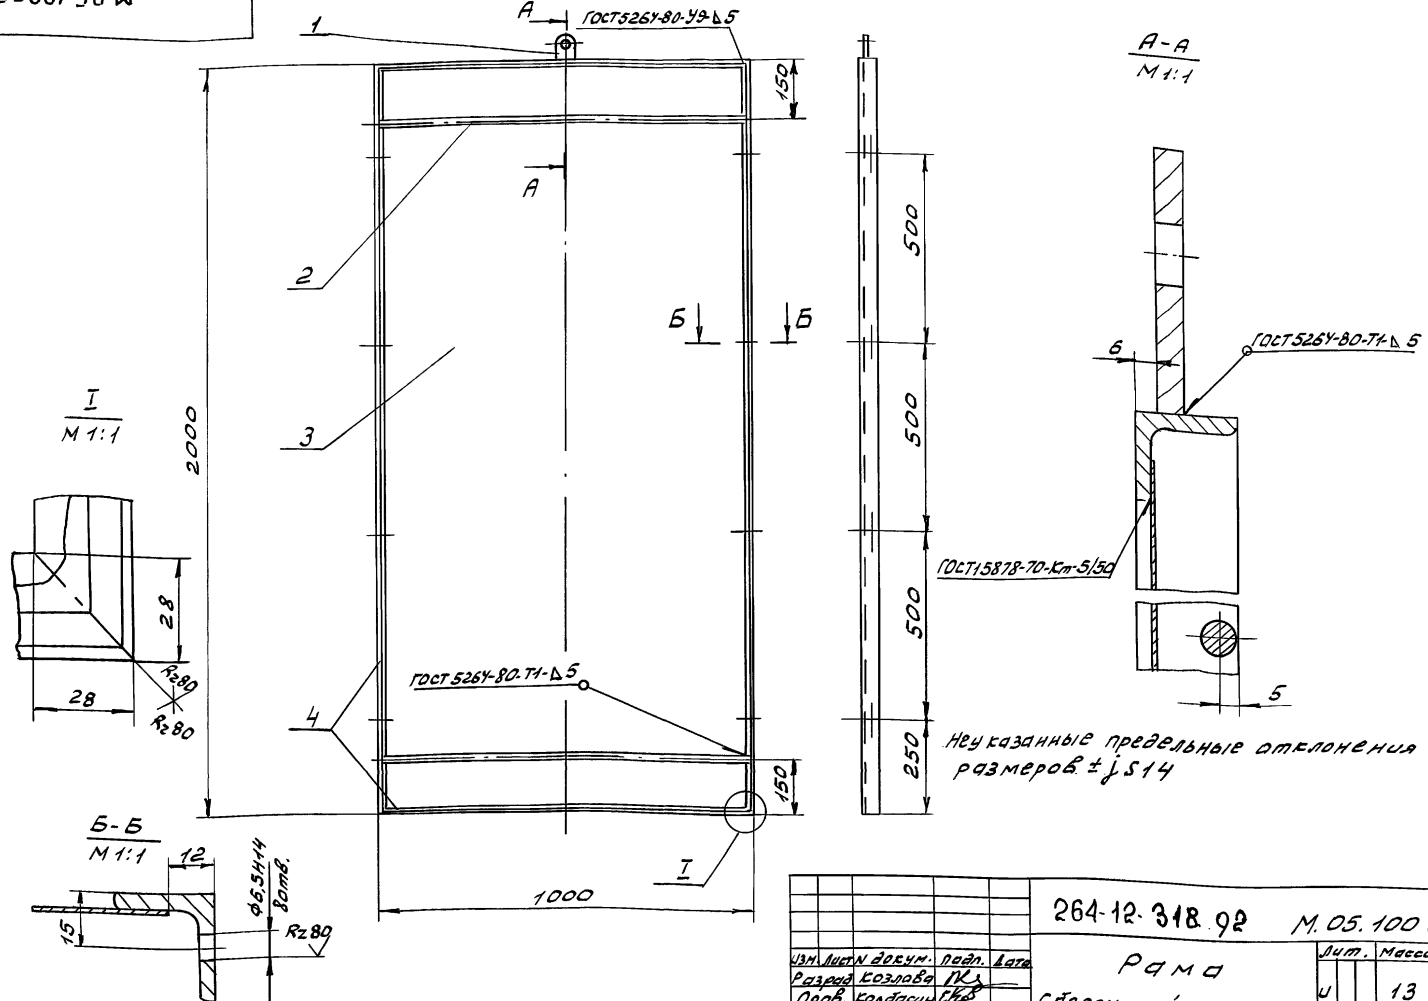 А
ГОСТ5264-80-У9-⊿5
1
А-А
М 1:1
150
2
А
500
Б
Б
6
ГОСТ5264-80-Т1-⊿5
3
I
М 1:1
2000
500
ГОСТ15878-70-Кт-5/50
28
500
28
Rz80
Rz80
ГОСТ 5264-80-Т1-⊿5
4
5
250
150
Неуказанные предельные отклонения
размеров ± js14
I
Б-Б
М 1:1
12
ф6,5Н14
8отв.
15
Rz80
1000
264-12-318.92
М.05.100
Изм. Лист N докум. Подп. Дата
Разраб Козлова
Рама
Лит. Масса
Пров.
и
13